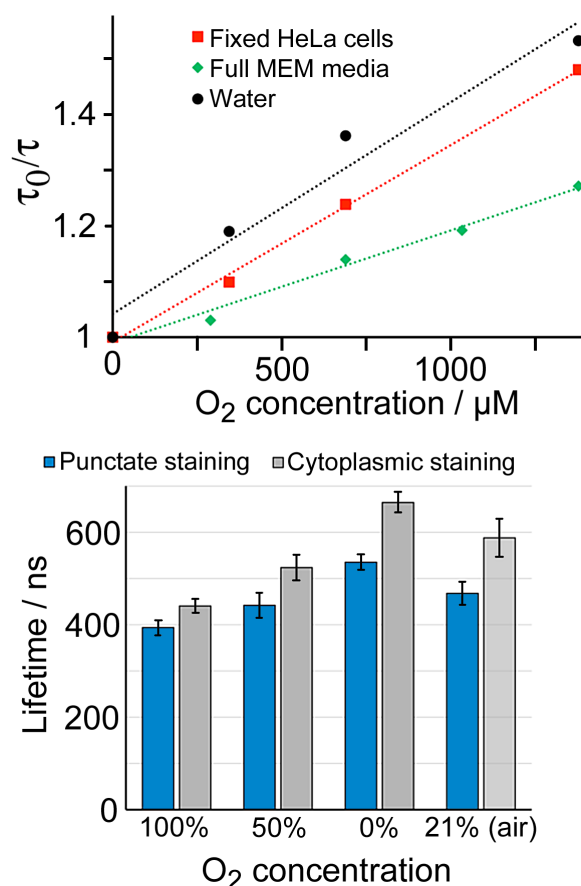 Fixed HeLa cells
Full MEM media
Water
τ0/τ
1.4
1.2
1
0 500 1000
O2 concentration / µM
Punctate staining Cytoplasmic staining
Lifetime / ns
600
400
200
0
100% 50% 0% 21% (air)
O2 concentration